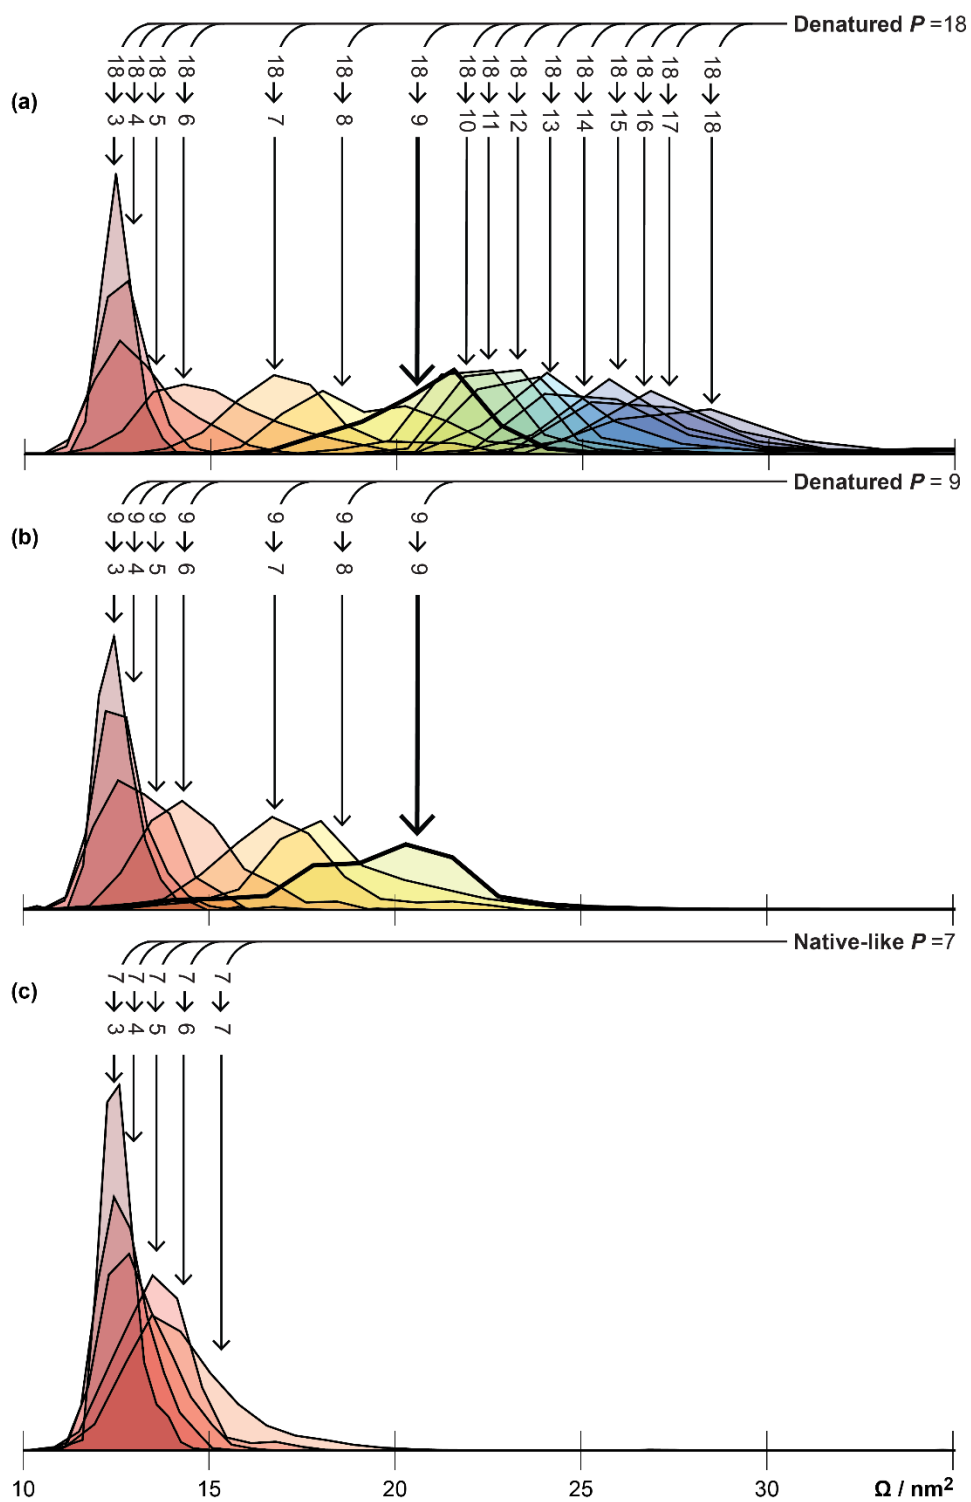 Denatured P =18
(a)
18→3 18→4 18→5 18→6 18→7 18→8 18→9 18→10 18→11 18→12 18→13 18→14 18→15 18→16 18→17 18→18
Denatured P = 9
(b)
9→3 9→4 9→5 9→6 9→7 9→8 9→9
Native-like P =7
(c)
7→3 7→4 7→5 7→6 7→7
10 15 20 25 30 Ω / nm²